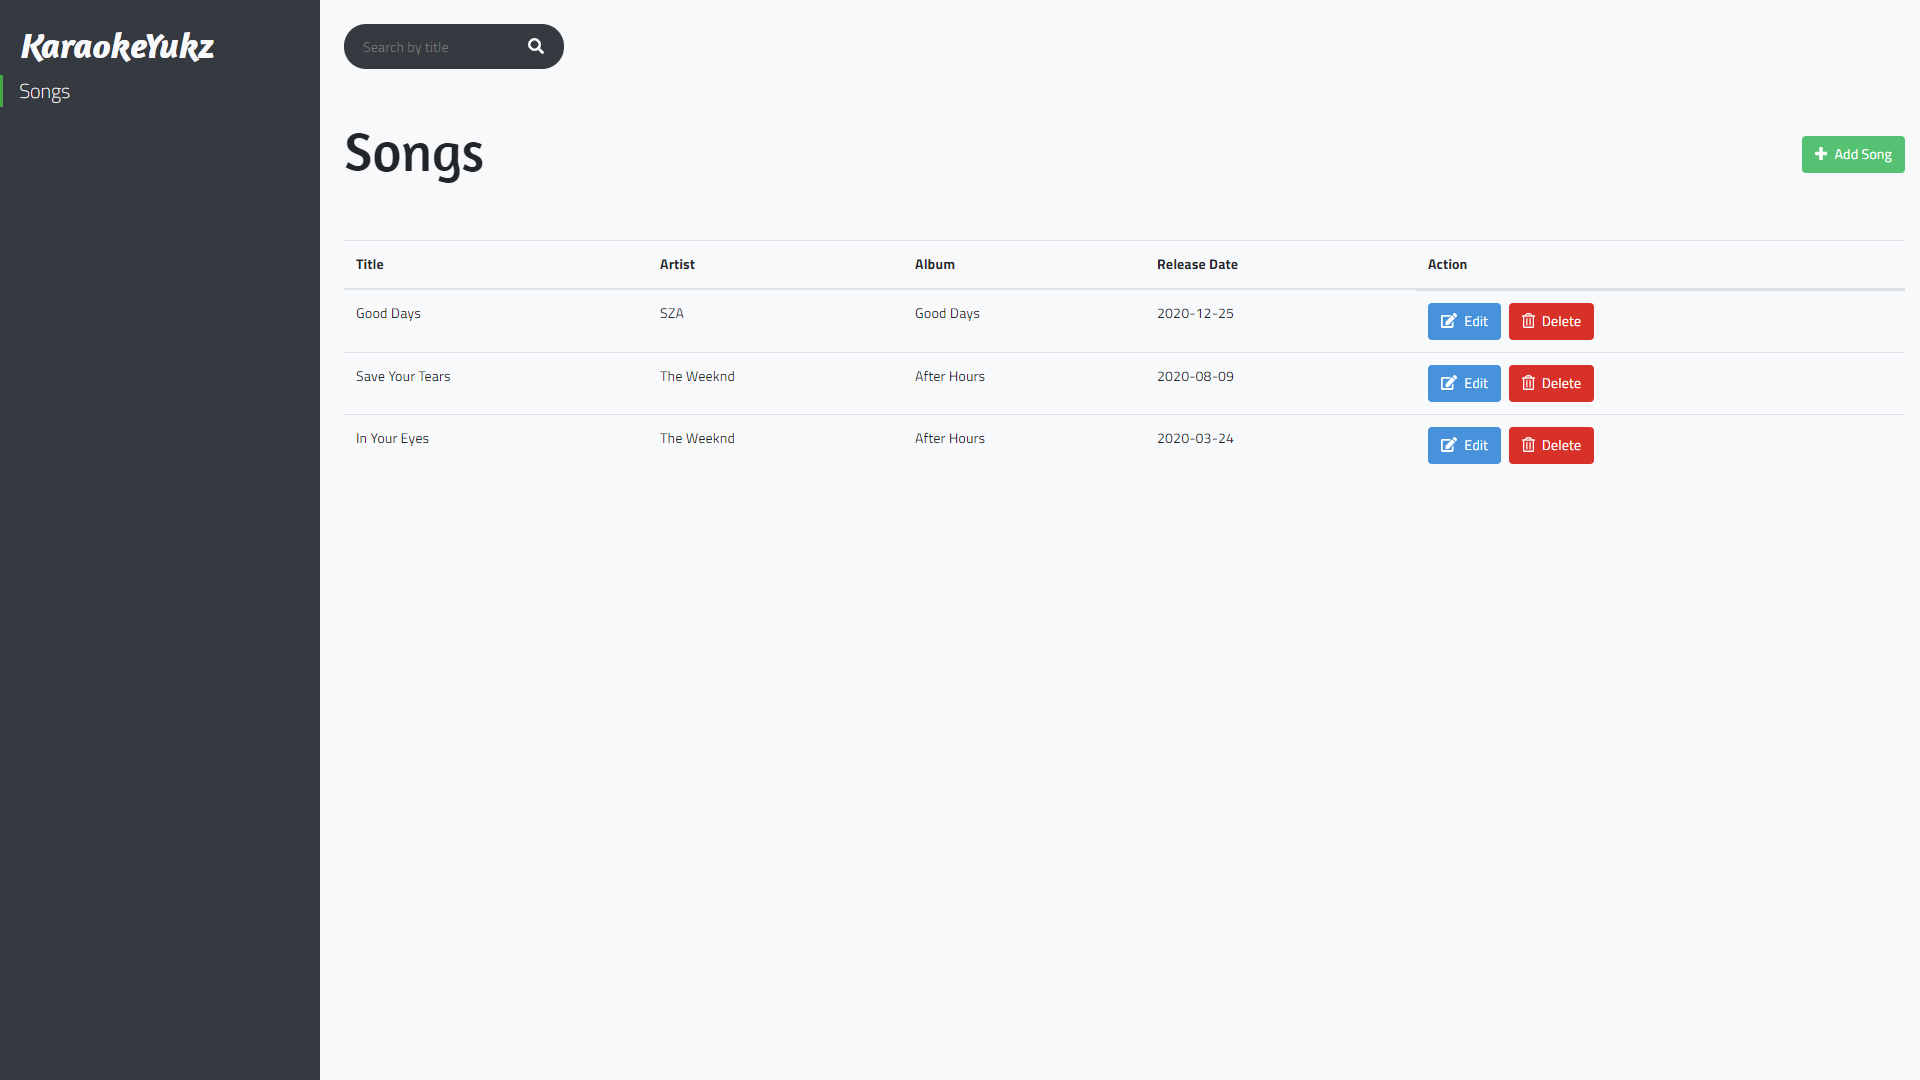 KaraokeYukz
Songs
Search by title
Songs
Add Song
Title Artist Album Release Date Action
Good Days SZA Good Days 2020-12-25 Edit Delete
Save Your Tears The Weeknd After Hours 2020-08-09 Edit Delete
In Your Eyes The Weeknd After Hours 2020-03-24 Edit Delete